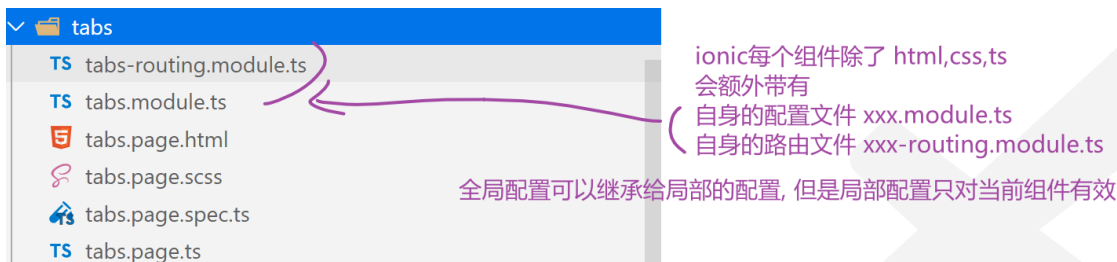 tabs
TS tabs-routing.module.ts
TS tabs.module.ts
tabs.page.html
tabs.page.scss
TS tabs.page.spec.ts
TS tabs.page.ts
ionic每个组件除了 html,css,ts
会额外带有
自身的配置文件 xxx.module.ts
自身的路由文件 xxx-routing.module.ts
全局配置可以继承给局部的配置, 但是局部配置只对当前组件有效